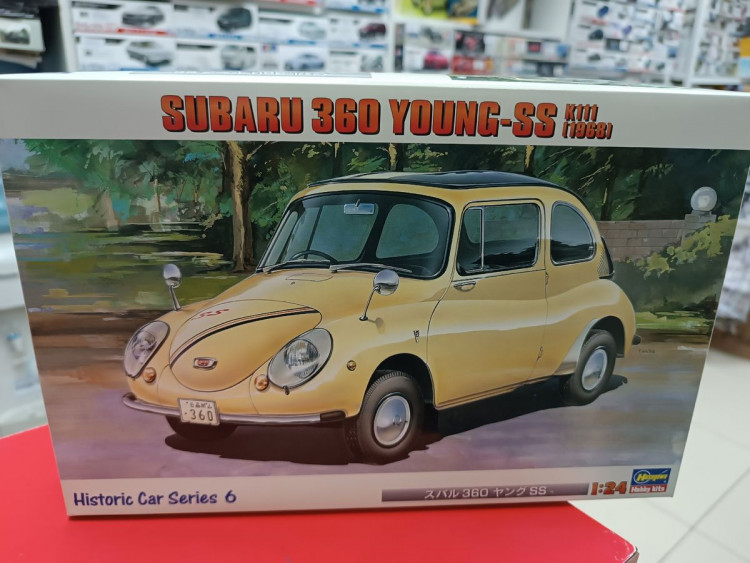 SUBARU 360 YOUNG-SS K111 (1968)
SS
360
Historic Car Series 6
スバル 360 ヤング SS
1:24
Hasegawa
Hobby kits